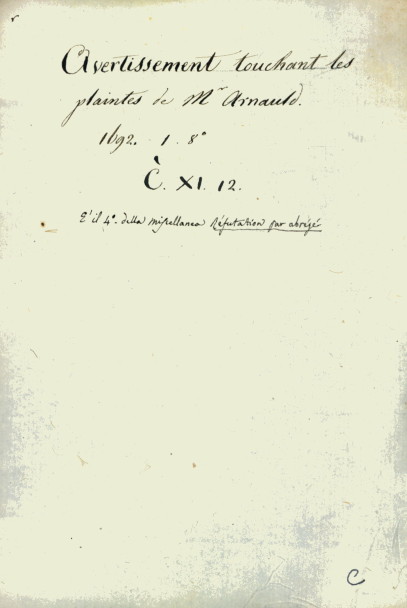 Avertissement touchant les
plaintes de Mr Arnauld.
1692. 1. 8°
È. XI. 12.
E' il 4°. della Miscellanea Réfutation par abrégé
C